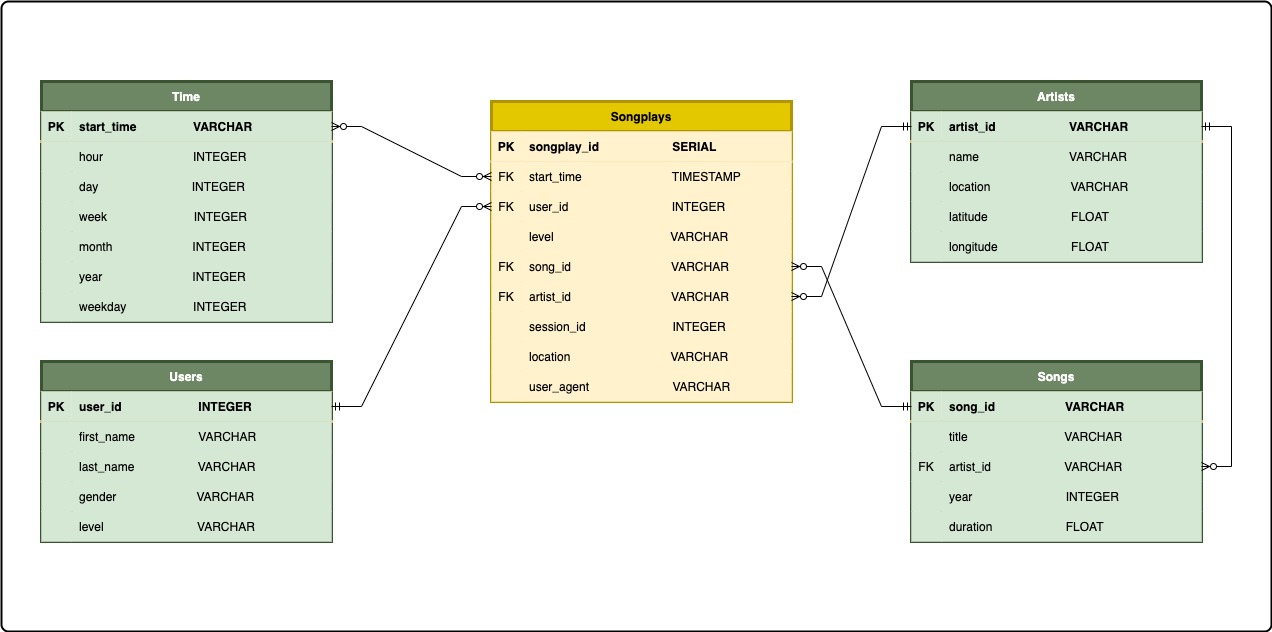 Time
PK start_time VARCHAR
hour INTEGER
day INTEGER
week INTEGER
month INTEGER
year INTEGER
weekday INTEGER
Users
PK user_id INTEGER
first_name VARCHAR
last_name VARCHAR
gender VARCHAR
level VARCHAR
Songplays
PK songplay_id SERIAL
FK start_time TIMESTAMP
FK user_id INTEGER
level VARCHAR
FK song_id VARCHAR
FK artist_id VARCHAR
session_id INTEGER
location VARCHAR
user_agent VARCHAR
Artists
PK artist_id VARCHAR
name VARCHAR
location VARCHAR
latitude FLOAT
longitude FLOAT
Songs
PK song_id VARCHAR
title VARCHAR
FK artist_id VARCHAR
year INTEGER
duration FLOAT